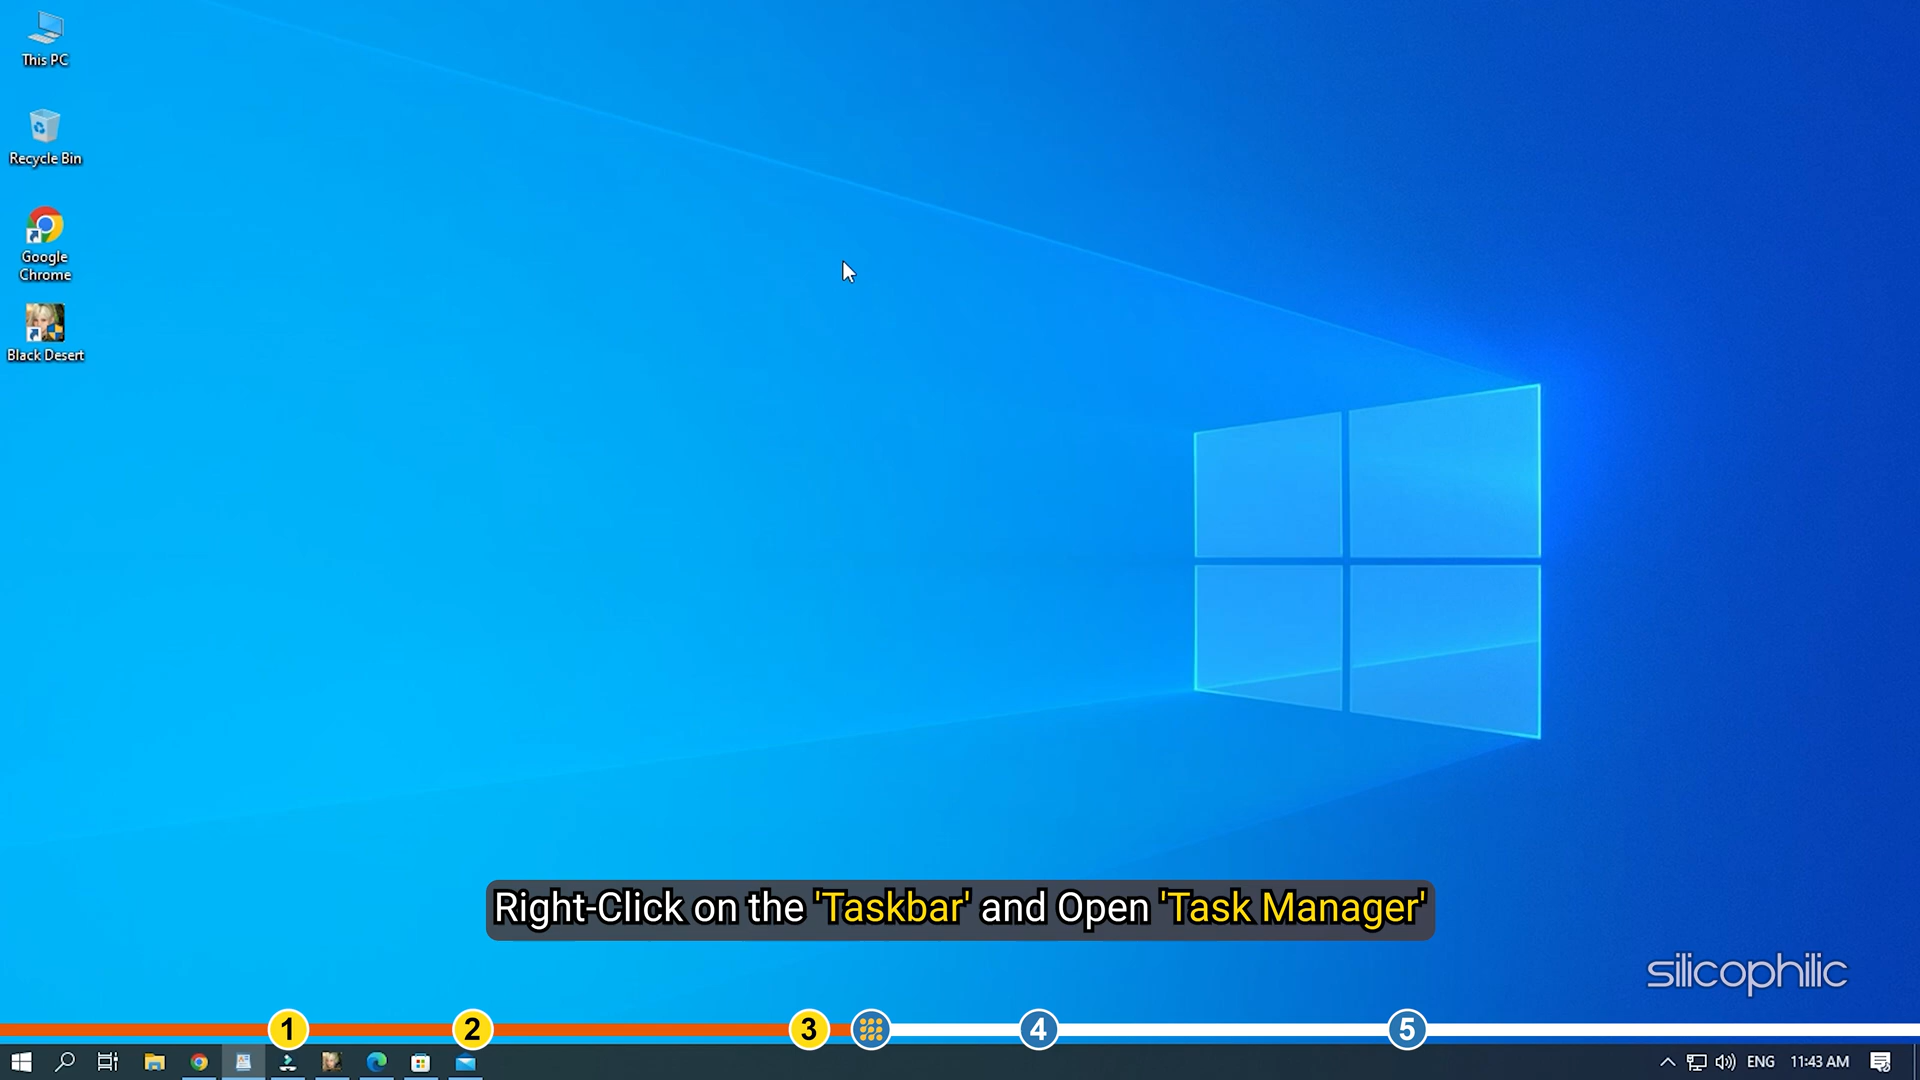 This PC
Recycle Bin
Google
Chrome
Black Desert
Right-Click on the 'Taskbar' and Open 'Task Manager'
silicophilic
1
2
3
4
5
ENG
11:43 AM